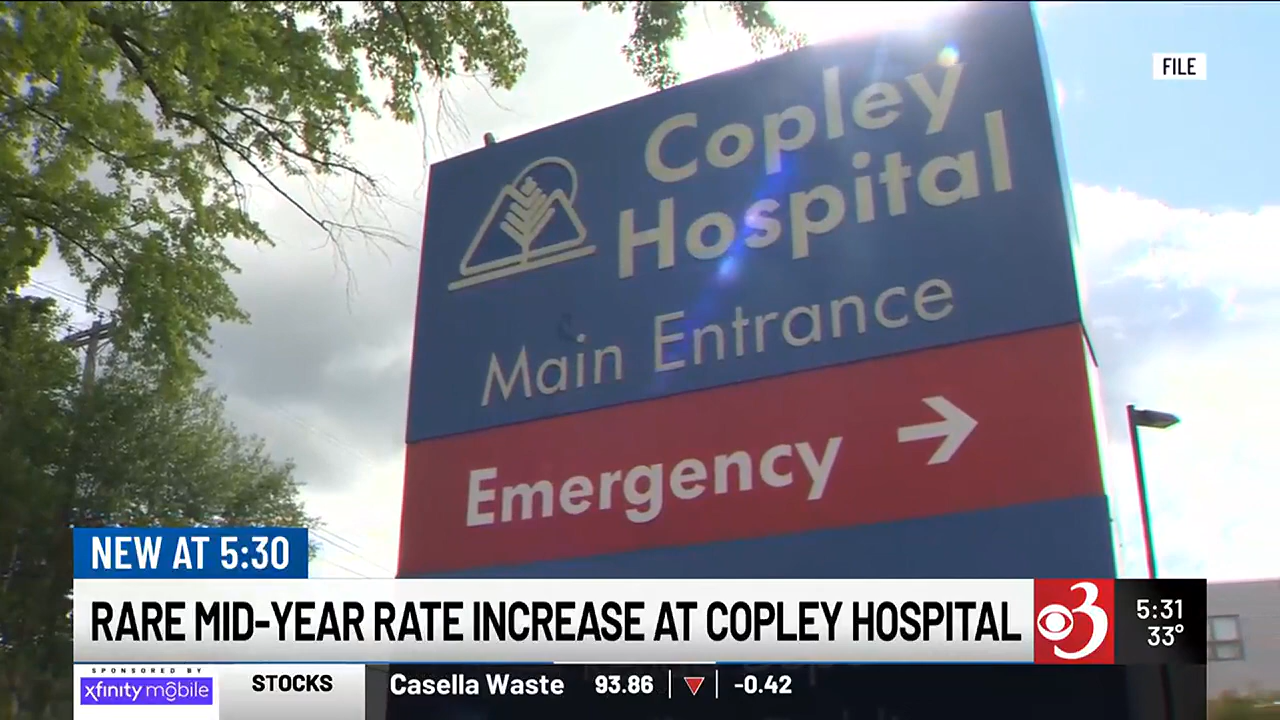 FILE
Copley
Hospital
Main Entrance
Emergency
NEW AT 5:30
RARE MID-YEAR RATE INCREASE AT COPLEY HOSPITAL
3
5:31
33°
SPONSORED BY
xfinity mobile
STOCKS
Casella Waste 93.86 -0.42